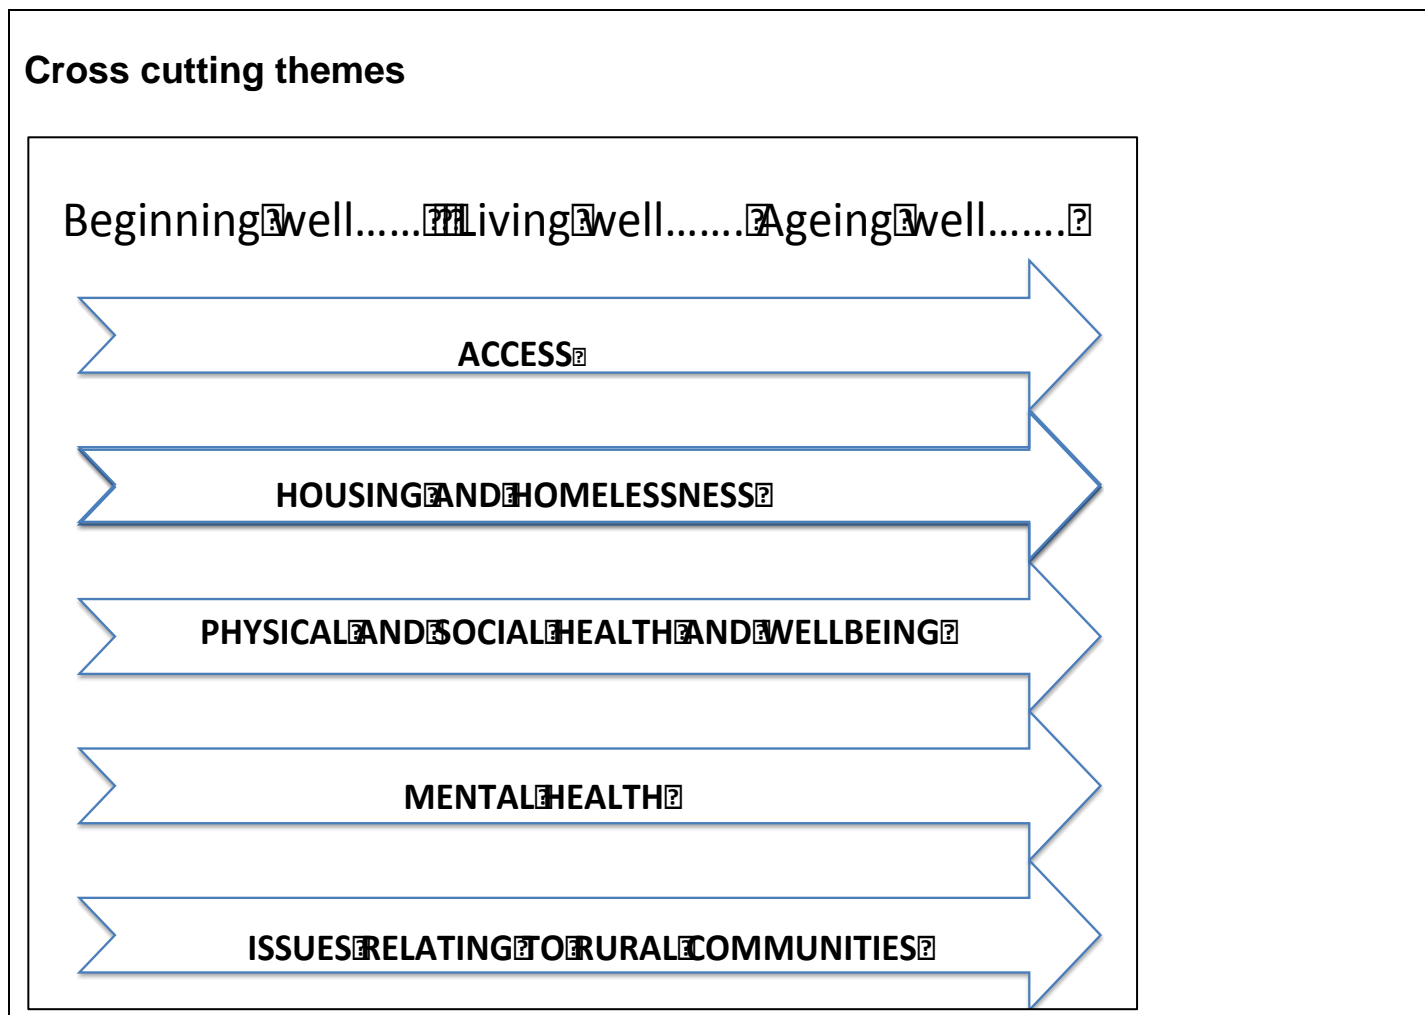 Cross cutting themes
Beginning⍰well……⍰⍰⍰Living⍰well…….⍰Ageing⍰well…….⍰
ACCESS⍰
HOUSING⍰AND⍰HOMELESSNESS⍰
PHYSICAL⍰AND⍰SOCIAL⍰HEALTH⍰AND⍰WELLBEING⍰
MENTAL⍰HEALTH⍰
ISSUES⍰RELATING⍰TO⍰RURAL⍰COMMUNITIES⍰